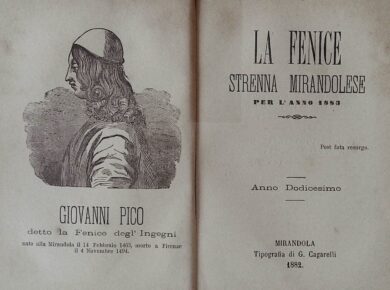 GIOVANNI PICO
detto la Fenice degl' Ingegni
nato alla Mirandola il 14 Febbraio 1463, morto a Firenze
il 4 Novembre 1494.
LA FENICE
STRENNA MIRANDOLESE
PER L'ANNO 1883
Post fata resurgo.
Anno Dodicesimo
MIRANDOLA
Tipografia di G. Cagarelli
1882.